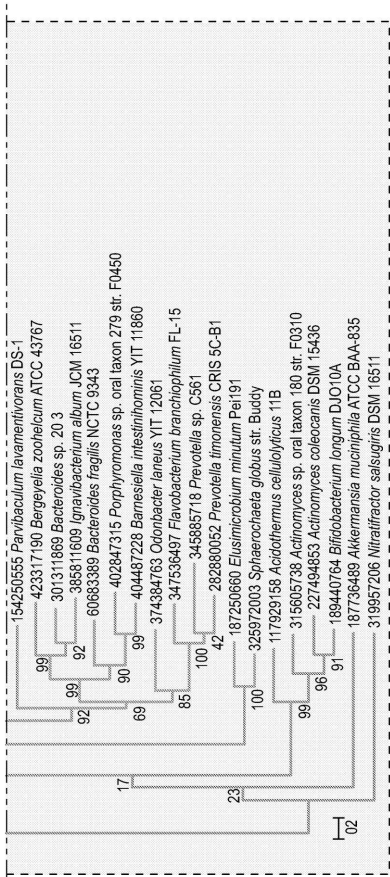 154250555 Parvibaculum lavamentivorans DS-1
423317190 Bergeyella zoohelcum ATCC 43767
301311869 Bacteroides sp. 20 3
385811609 Ignavibacterium album JCM 16511
60683389 Bacteroides fragilis NCTC 9343
402847315 Porphyromonas sp. oral taxon 279 str. F0450
404487228 Barnesiella intestinihominis YIT 11860
374384763 Odonbacter laneus YIT 12061
347536497 Flavobacterium branchiophilum FL-15
345885718 Prevotella sp. C561
282880052 Prevotella timonensis CRIS 5C-B1
187250660 Elusimicrobium minutum Pei191
325972003 Sphaerochaeta globus str. Buddy
117929158 Acidothermus cellulolyticus 11B
315605738 Actinomyces sp. oral taxon 180 str. F0310
227494853 Actinomyces coleocanis DSM 15436
189440764 Bifidobacterium longum DJO10A
187736489 Akkermansia muciniphila ATCC BAA-835
319957206 Nitratifractor salsuginis DSM 16511
99
92
99
90
99
92
69
85
100
42
100
99
96
91
17
23
02